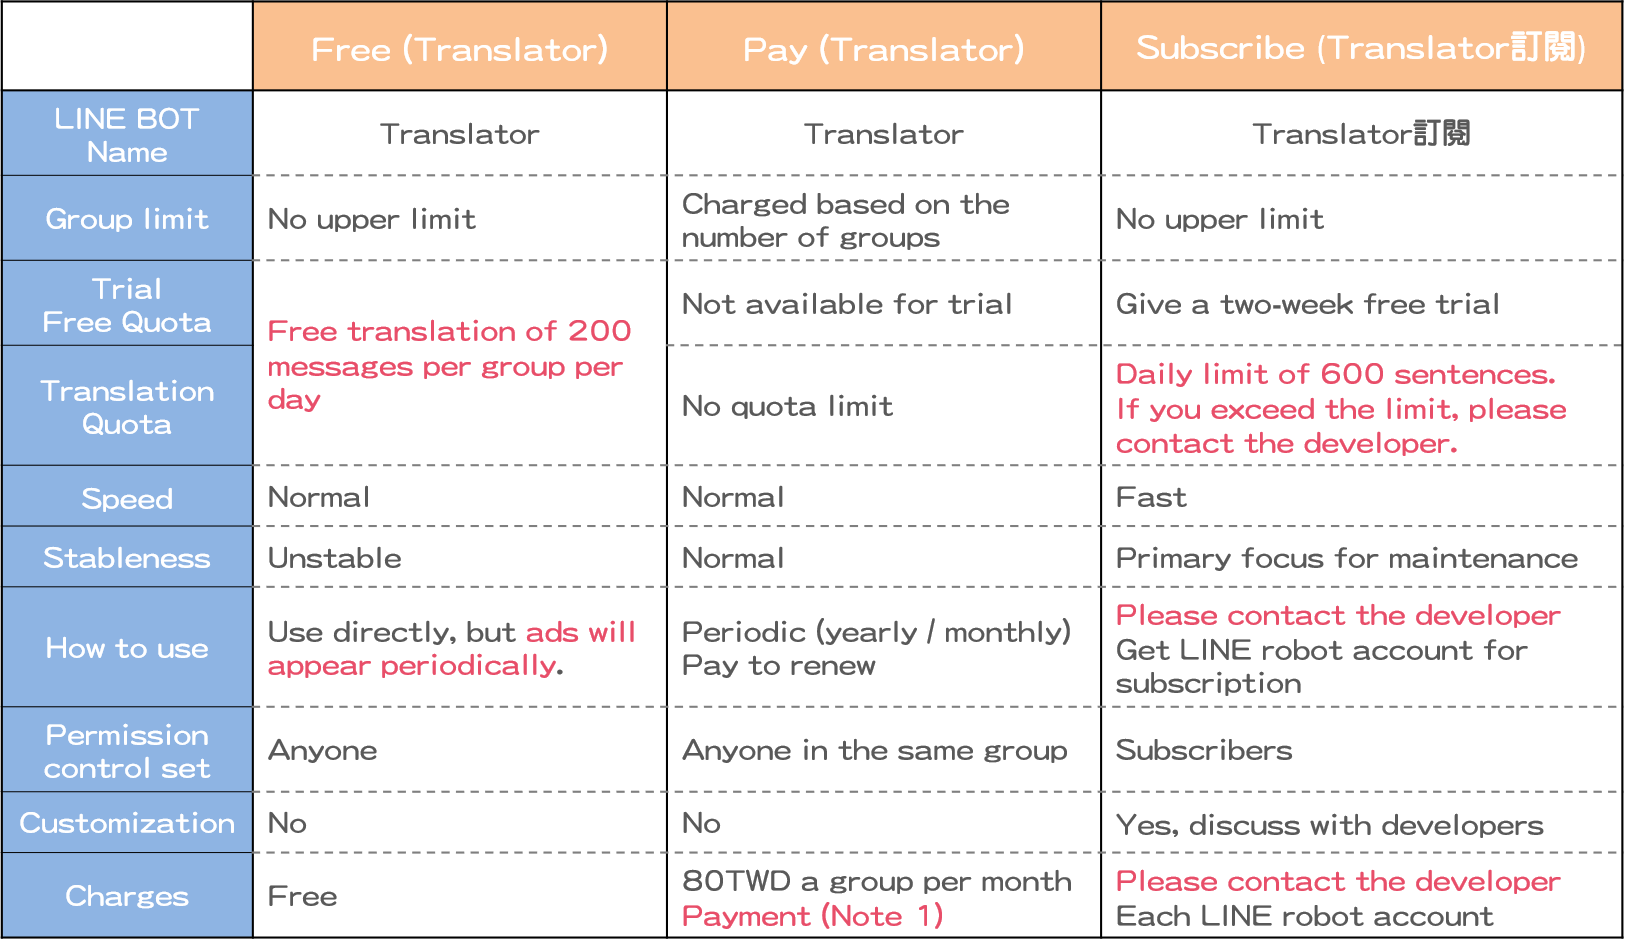 Free (Translator)
Pay (Translator)
Subscribe (Translator訂閱)
LINE BOT
Name
Translator
Translator
Translator訂閱
Group limit
No upper limit
Charged based on the
number of groups
No upper limit
Trial
Free Quota
Free translation of 200
messages per group per
day
Not available for trial
Give a two-week free trial
Translation
Quota
No quota limit
Daily limit of 600 sentences.
If you exceed the limit, please
contact the developer.
Speed
Normal
Normal
Fast
Stableness
Unstable
Normal
Primary focus for maintenance
How to use
Use directly, but ads will
appear periodically.
Periodic (yearly / monthly)
Pay to renew
Please contact the developer
Get LINE robot account for
subscription
Permission
control set
Anyone
Anyone in the same group
Subscribers
Customization
No
No
Yes, discuss with developers
Charges
Free
80TWD a group per month
Payment (Note 1)
Please contact the developer
Each LINE robot account